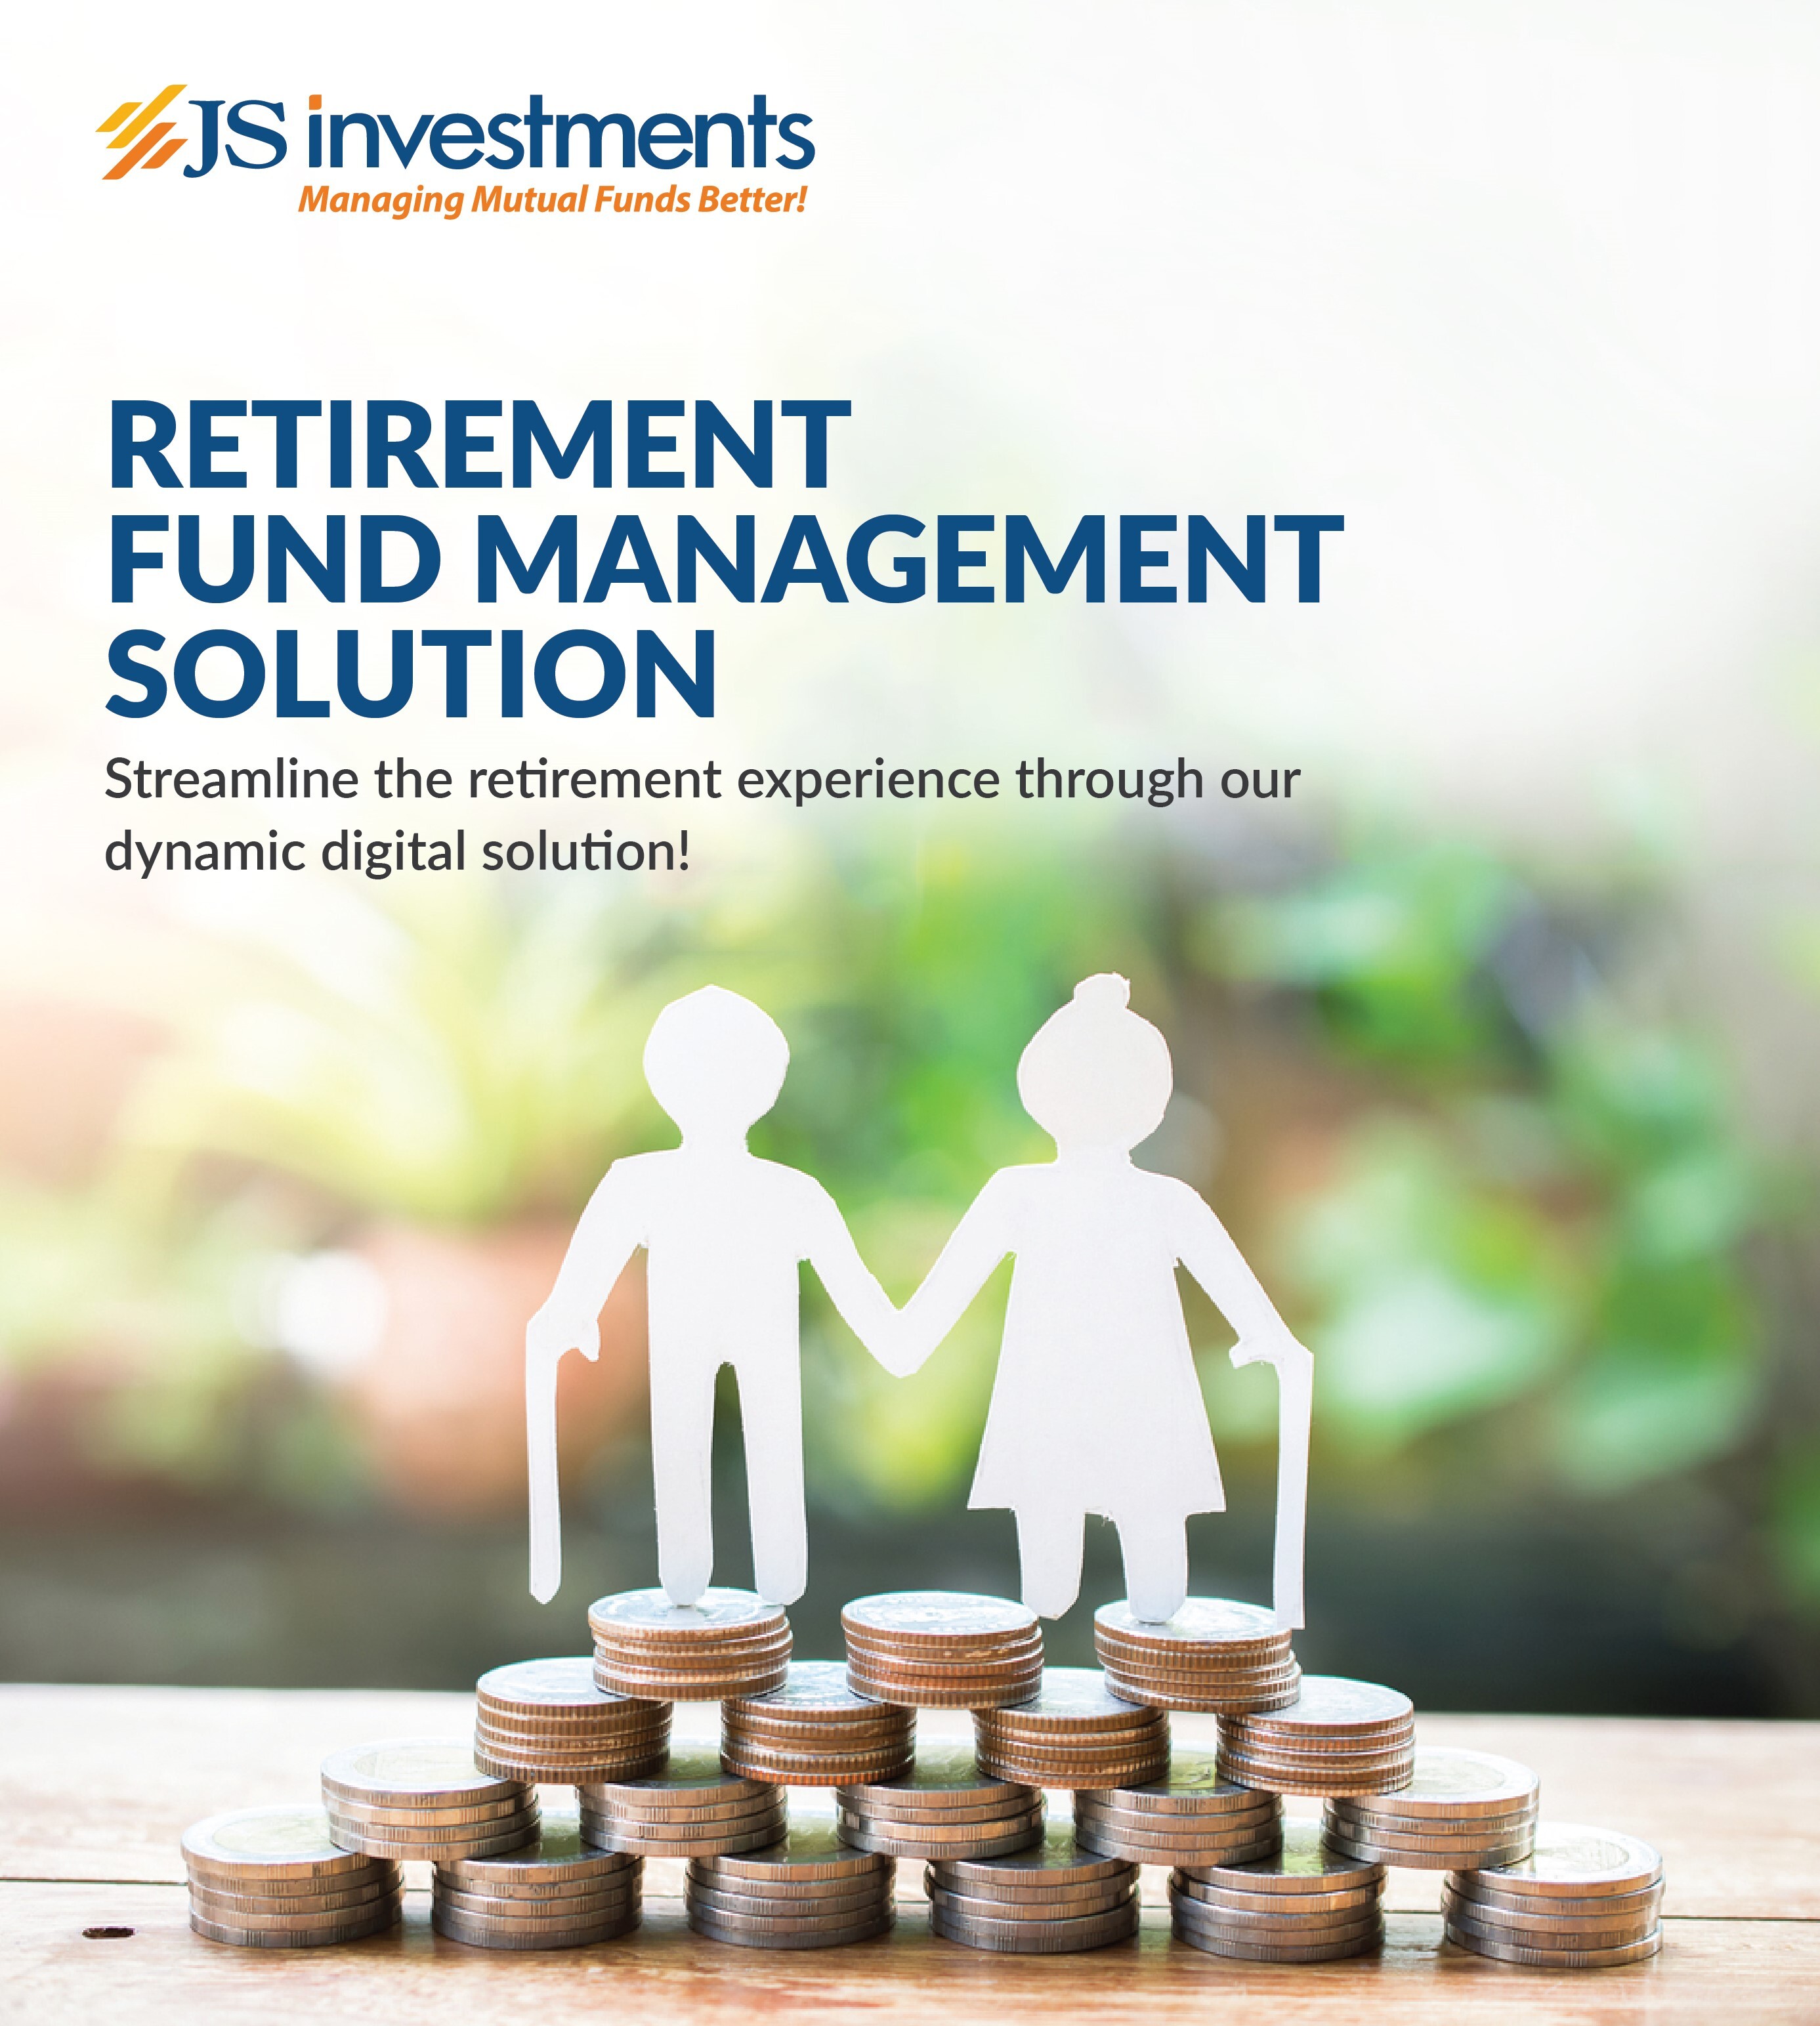 JS investments
Managing Mutual Funds Better!
RETIREMENT
FUND MANAGEMENT
SOLUTION
Streamline the retirement experience through our
dynamic digital solution!